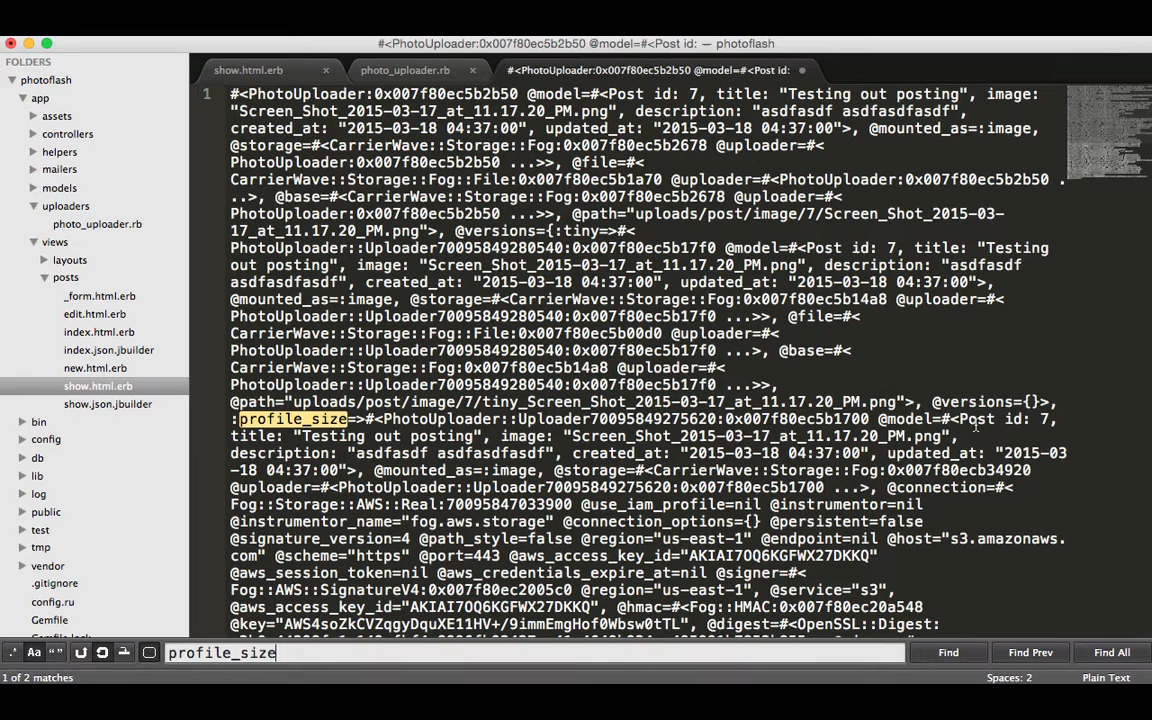 #<PhotoUploader:0x007f80ec5b2b50 @model=#<Post id: — photoflash
FOLDERS
photoflash
app
assets
controllers
helpers
mailers
models
uploaders
photo_uploader.rb
views
layouts
posts
_form.html.erb
edit.html.erb
index.html.erb
index.json.jbuilder
new.html.erb
show.html.erb
show.json.jbuilder
bin
config
db
lib
log
public
test
tmp
vendor
.gitignore
config.ru
Gemfile
Gemfile.lock
show.html.erb
photo_uploader.rb
#<PhotoUploader:0x007f80ec5b2b50 @model=#<Post id:
1
#<PhotoUploader:0x007f80ec5b2b50 @model=#<Post id: 7, title: "Testing out posting", image:
"Screen_Shot_2015-03-17_at_11.17.20_PM.png", description: "asdfasdf asdfasdfasdf",
created_at: "2015-03-18 04:37:00", updated_at: "2015-03-18 04:37:00">, @mounted_as=:image,
@storage=#<CarrierWave::Storage::Fog:0x007f80ec5b2678 @uploader=#<
PhotoUploader:0x007f80ec5b2b50 ...>>, @file=#<
CarrierWave::Storage::Fog::File:0x007f80ec5b1a70 @uploader=#<PhotoUploader:0x007f80ec5b2b50 .
..>, @base=#<CarrierWave::Storage::Fog:0x007f80ec5b2678 @uploader=#<
PhotoUploader:0x007f80ec5b2b50 ...>>, @path="uploads/post/image/7/Screen_Shot_2015-03-
17_at_11.17.20_PM.png">, @versions={:tiny=>#<
PhotoUploader::Uploader70095849280540:0x007f80ec5b17f0 @model=#<Post id: 7, title: "Testing
out posting", image: "Screen_Shot_2015-03-17_at_11.17.20_PM.png", description: "asdfasdf
asdfasdfasdf", created_at: "2015-03-18 04:37:00", updated_at: "2015-03-18 04:37:00">,
@mounted_as=:image, @storage=#<CarrierWave::Storage::Fog:0x007f80ec5b14a8 @uploader=#<
PhotoUploader::Uploader70095849280540:0x007f80ec5b17f0 ...>>, @file=#<
CarrierWave::Storage::Fog::File:0x007f80ec5b00d0 @uploader=#<
PhotoUploader::Uploader70095849280540:0x007f80ec5b17f0 ...>, @base=#<
CarrierWave::Storage::Fog:0x007f80ec5b14a8 @uploader=#<
PhotoUploader::Uploader70095849280540:0x007f80ec5b17f0 ...>>,
@path="uploads/post/image/7/tiny_Screen_Shot_2015-03-17_at_11.17.20_PM.png">, @versions={}>,
:profile_size=>#<PhotoUploader::Uploader70095849275620:0x007f80ec5b1700 @model=#<Post id: 7,
title: "Testing out posting", image: "Screen_Shot_2015-03-17_at_11.17.20_PM.png",
description: "asdfasdf asdfasdfasdf", created_at: "2015-03-18 04:37:00", updated_at: "2015-03
-18 04:37:00">, @mounted_as=:image, @storage=#<CarrierWave::Storage::Fog:0x007f80ecb34920
@uploader=#<PhotoUploader::Uploader70095849275620:0x007f80ec5b1700 ...>, @connection=#<
Fog::Storage::AWS::Real:70095847033900 @use_iam_profile=nil @instrumentor=nil
@instrumentor_name="fog.aws.storage" @connection_options={} @persistent=false
@signature_version=4 @path_style=false @region="us-east-1" @endpoint=nil @host="s3.amazonaws.
com" @scheme="https" @port=443 @aws_access_key_id="AKIAI7OQ6KGFWX27DKKQ"
@aws_session_token=nil @aws_credentials_expire_at=nil @signer=#<
Fog::AWS::SignatureV4:0x007f80ec2005c0 @region="us-east-1", @service="s3",
@aws_access_key_id="AKIAI7OQ6KGFWX27DKKQ", @hmac=#<Fog::HMAC:0x007f80ec20a548
@key="AWS4soZkCVZqgyDquXE11HV+/9immEmgHof0Wbsw0tTL", @digest=#<OpenSSL::Digest:
profile_size
Find
Find Prev
Find All
1 of 2 matches
Spaces: 2
Plain Text